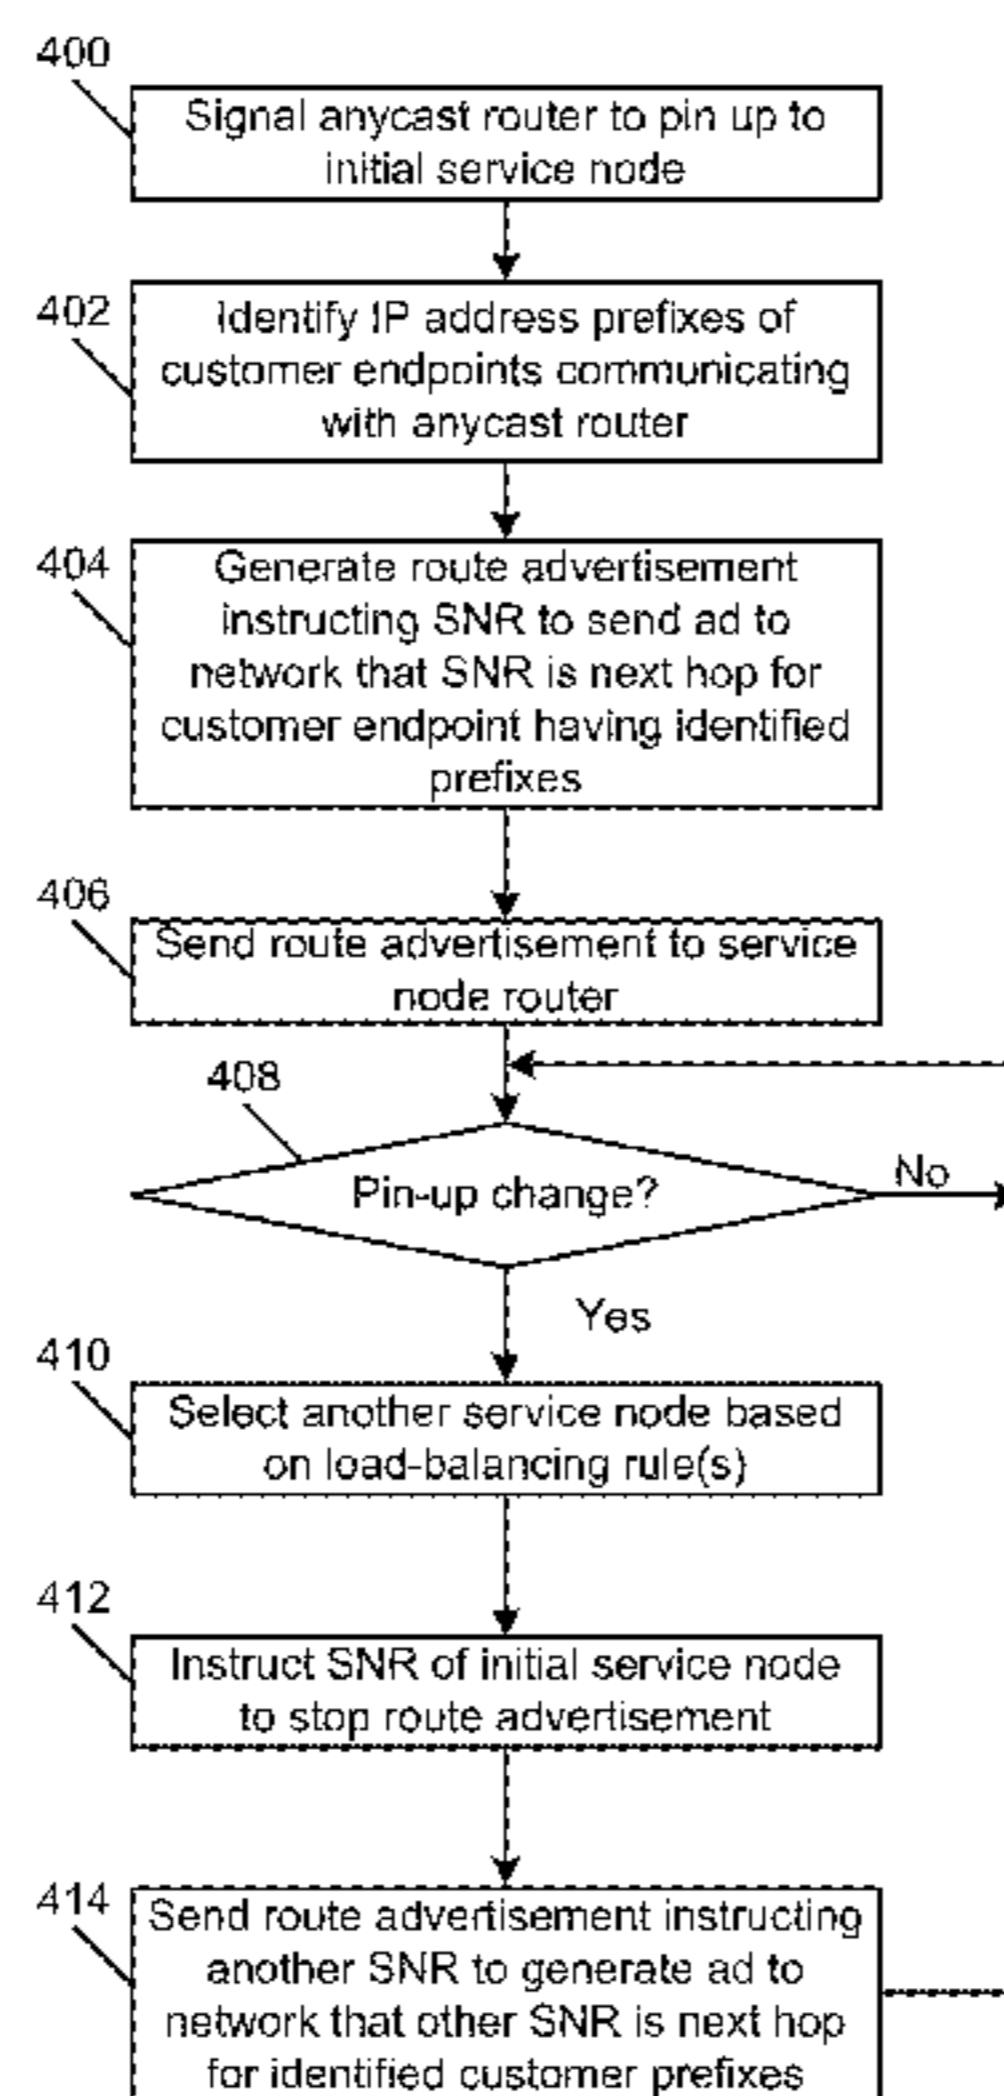 400
Signal anycast router to pin up to
initial service node
402
Identify IP address prefixes of
customer endpoints communicating
with anycast router
404
Generate route advertisement
instructing SNR to send ad to
network that SNR is next hop for
customer endpoint having identified
prefixes
406
Send route advertisement to service
node router
408
Pin-up change?
No
Yes
410
Select another service node based
on load-balancing rule(s)
412
Instruct SNR of initial service node
to stop route advertisement
414
Send route advertisement instructing
another SNR to generate ad to
network that other SNR is next hop
for identified customer prefixes